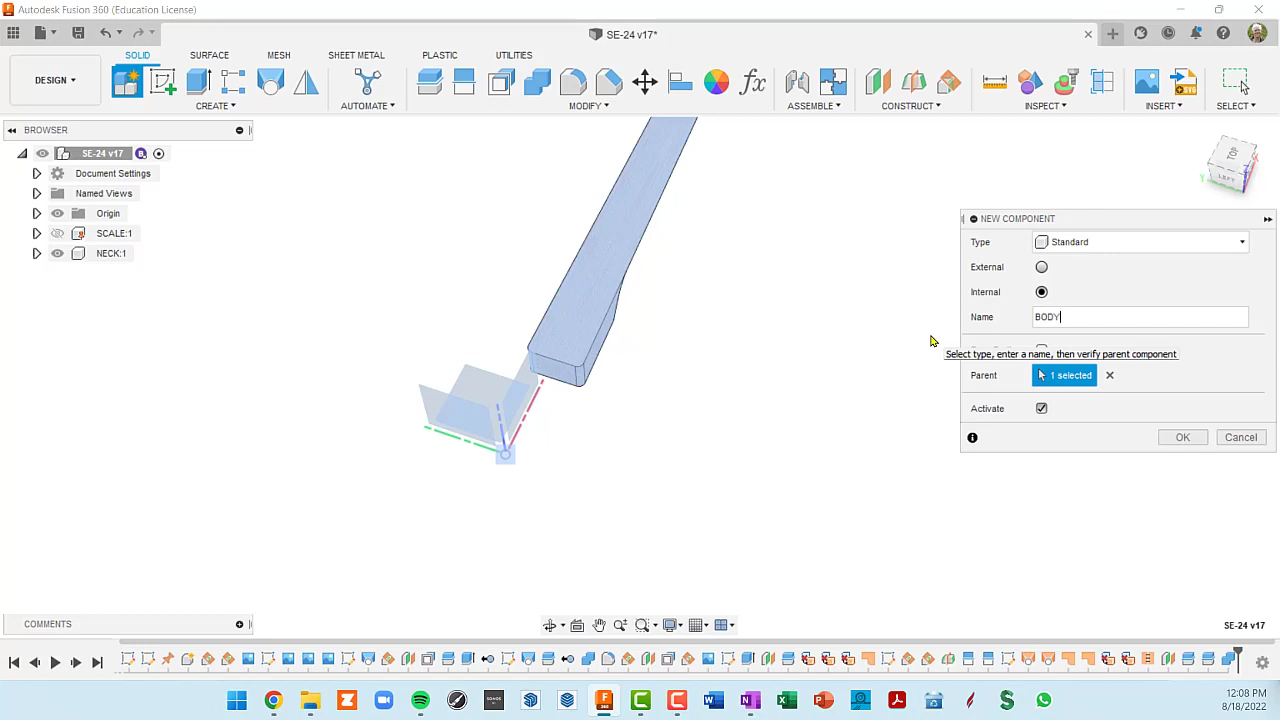 Autodesk Fusion 360 (Education License)
SE-24 v17*
DESIGN
SOLID
SURFACE
MESH
SHEET METAL
PLASTIC
UTILITIES
CREATE
AUTOMATE
MODIFY
fx
ASSEMBLE
CONSTRUCT
INSPECT
INSERT
SELECT
BROWSER
SE-24 v17
Document Settings
Named Views
Origin
SCALE:1
NECK:1
TOP
LEFT
NEW COMPONENT
Type Standard
External
Internal
Name BODY
Select type, enter a name, then verify parent component
Parent 1 selected
Activate
OK Cancel
COMMENTS
SE-24 v17
12:08 PM
8/18/2022